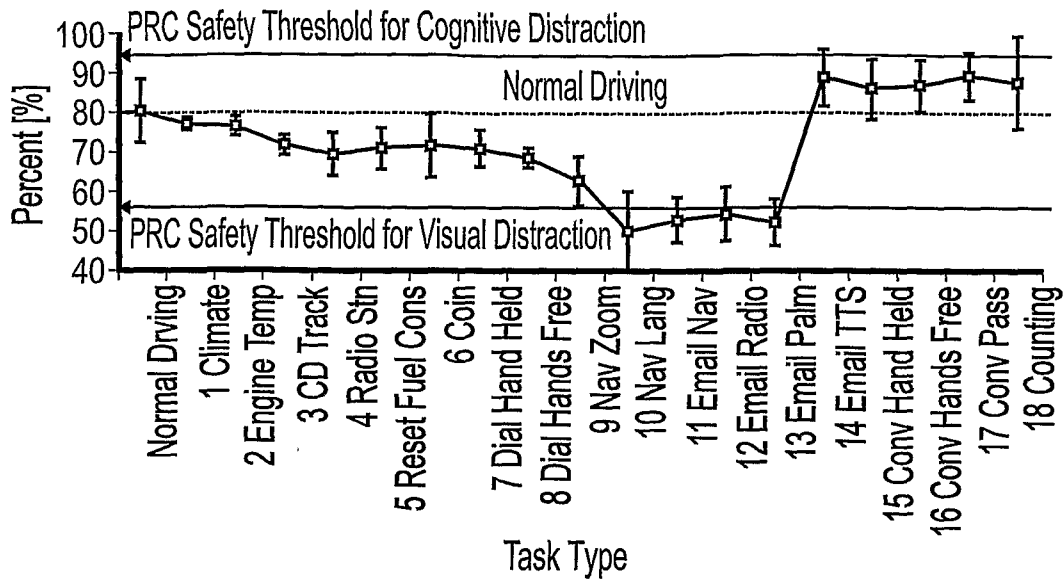 PRC Safety Threshold for Cognitive Distraction
Normal Driving
PRC Safety Threshold for Visual Distraction
Percent [%]
100
90
80
70
60
50
40
Normal Driving
1 Climate
2 Engine Temp
3 CD Track
4 Radio Stn
5 Reset Fuel Cons
6 Coin
7 Dial Hand Held
8 Dial Hands Free
9 Nav Zoom
10 Nav Lang
11 Email Nav
12 Email Radio
13 Email Palm
14 Email TTS
15 Conv Hand Held
16 Conv Hands Free
17 Conv Pass
18 Counting
Task Type